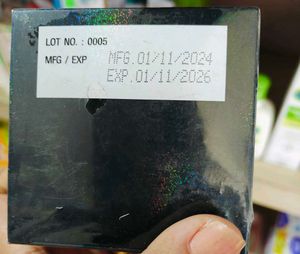 LOT NO. : 0005
MFG / EXP MFG.01/11/2024
EXP.01/11/2026